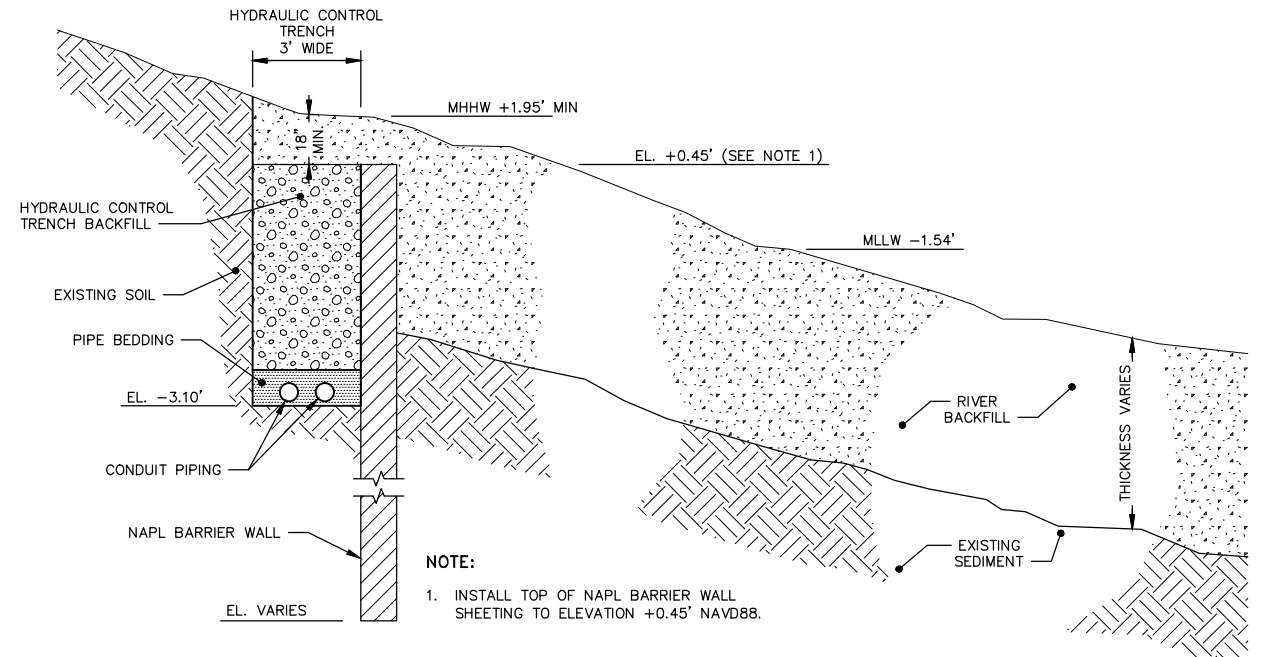 HYDRAULIC CONTROL
TRENCH
3' WIDE
MHHW +1.95' MIN
18"
MIN.
EL. +0.45' (SEE NOTE 1)
HYDRAULIC CONTROL
TRENCH BACKFILL
MLLW -1.54'
EXISTING SOIL
PIPE BEDDING
EL. -3.10'
RIVER
BACKFILL
THICKNESS VARIES
CONDUIT PIPING
NAPL BARRIER WALL
EXISTING
SEDIMENT
NOTE:
1. INSTALL TOP OF NAPL BARRIER WALL
SHEETING TO ELEVATION +0.45' NAVD88.
EL. VARIES